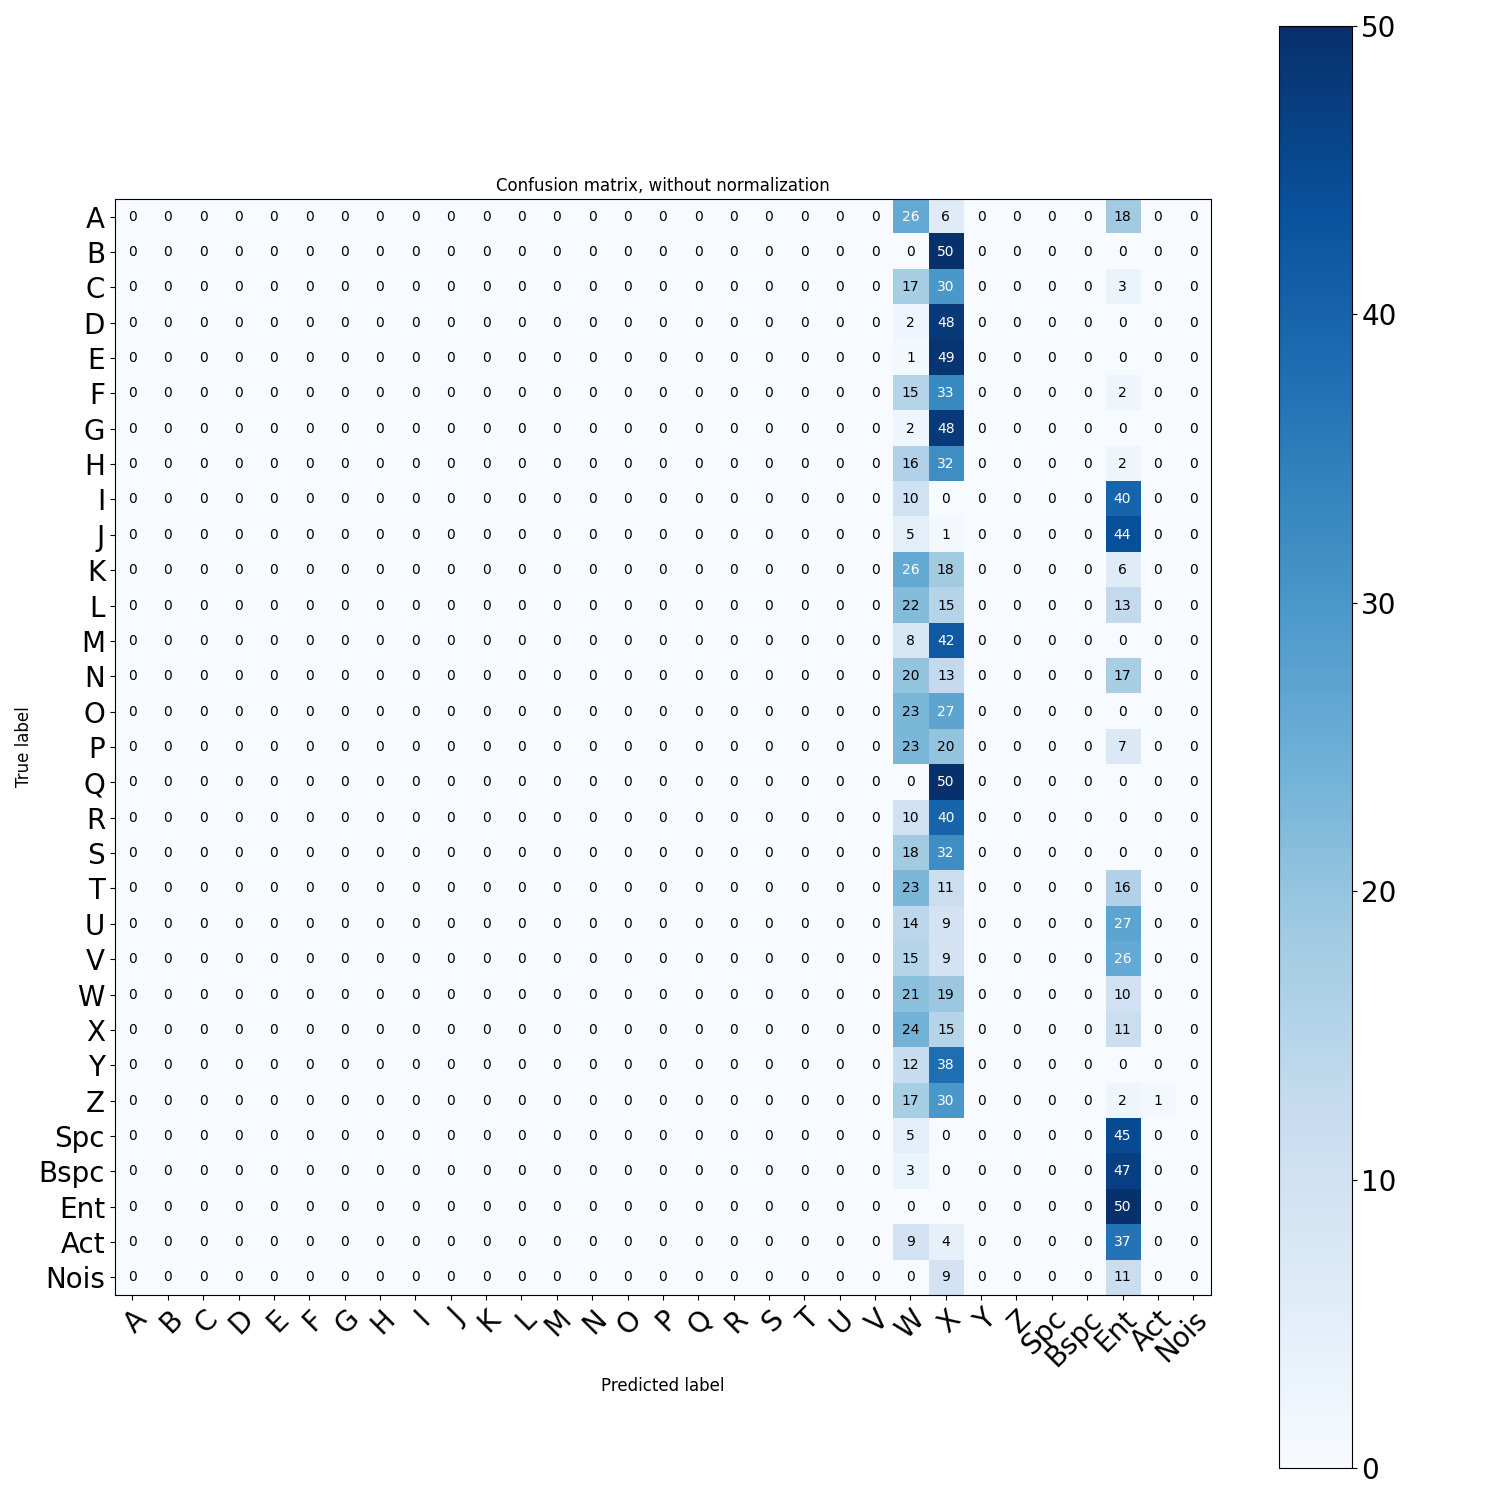 Confusion matrix, without normalization
A 0 0 0 0 0 0 0 0 0 0 0 0 0 0 0 0 0 0 0 0 0 0 26 6 0 0 0 0 18 0 0
B 0 0 0 0 0 0 0 0 0 0 0 0 0 0 0 0 0 0 0 0 0 0 0 50 0 0 0 0 0 0 0
C 0 0 0 0 0 0 0 0 0 0 0 0 0 0 0 0 0 0 0 0 0 0 17 30 0 0 0 0 3 0 0
D 0 0 0 0 0 0 0 0 0 0 0 0 0 0 0 0 0 0 0 0 0 0 2 48 0 0 0 0 0 0 0
E 0 0 0 0 0 0 0 0 0 0 0 0 0 0 0 0 0 0 0 0 0 0 1 49 0 0 0 0 0 0 0
F 0 0 0 0 0 0 0 0 0 0 0 0 0 0 0 0 0 0 0 0 0 0 15 33 0 0 0 0 2 0 0
G 0 0 0 0 0 0 0 0 0 0 0 0 0 0 0 0 0 0 0 0 0 0 2 48 0 0 0 0 0 0 0
H 0 0 0 0 0 0 0 0 0 0 0 0 0 0 0 0 0 0 0 0 0 0 16 32 0 0 0 0 2 0 0
I 0 0 0 0 0 0 0 0 0 0 0 0 0 0 0 0 0 0 0 0 0 0 10 0 0 0 0 0 40 0 0
J 0 0 0 0 0 0 0 0 0 0 0 0 0 0 0 0 0 0 0 0 0 0 5 1 0 0 0 0 44 0 0
K 0 0 0 0 0 0 0 0 0 0 0 0 0 0 0 0 0 0 0 0 0 0 26 18 0 0 0 0 6 0 0
L 0 0 0 0 0 0 0 0 0 0 0 0 0 0 0 0 0 0 0 0 0 0 22 15 0 0 0 0 13 0 0
M 0 0 0 0 0 0 0 0 0 0 0 0 0 0 0 0 0 0 0 0 0 0 8 42 0 0 0 0 0 0 0
N 0 0 0 0 0 0 0 0 0 0 0 0 0 0 0 0 0 0 0 0 0 0 20 13 0 0 0 0 17 0 0
O 0 0 0 0 0 0 0 0 0 0 0 0 0 0 0 0 0 0 0 0 0 0 23 27 0 0 0 0 0 0 0
P 0 0 0 0 0 0 0 0 0 0 0 0 0 0 0 0 0 0 0 0 0 0 23 20 0 0 0 0 7 0 0
Q 0 0 0 0 0 0 0 0 0 0 0 0 0 0 0 0 0 0 0 0 0 0 0 50 0 0 0 0 0 0 0
R 0 0 0 0 0 0 0 0 0 0 0 0 0 0 0 0 0 0 0 0 0 0 10 40 0 0 0 0 0 0 0
S 0 0 0 0 0 0 0 0 0 0 0 0 0 0 0 0 0 0 0 0 0 0 18 32 0 0 0 0 0 0 0
T 0 0 0 0 0 0 0 0 0 0 0 0 0 0 0 0 0 0 0 0 0 0 23 11 0 0 0 0 16 0 0
U 0 0 0 0 0 0 0 0 0 0 0 0 0 0 0 0 0 0 0 0 0 0 14 9 0 0 0 0 27 0 0
V 0 0 0 0 0 0 0 0 0 0 0 0 0 0 0 0 0 0 0 0 0 0 15 9 0 0 0 0 26 0 0
W 0 0 0 0 0 0 0 0 0 0 0 0 0 0 0 0 0 0 0 0 0 0 21 19 0 0 0 0 10 0 0
X 0 0 0 0 0 0 0 0 0 0 0 0 0 0 0 0 0 0 0 0 0 0 24 15 0 0 0 0 11 0 0
Y 0 0 0 0 0 0 0 0 0 0 0 0 0 0 0 0 0 0 0 0 0 0 12 38 0 0 0 0 0 0 0
Z 0 0 0 0 0 0 0 0 0 0 0 0 0 0 0 0 0 0 0 0 0 0 17 30 0 0 0 0 2 1 0
Spc 0 0 0 0 0 0 0 0 0 0 0 0 0 0 0 0 0 0 0 0 0 0 5 0 0 0 0 0 45 0 0
Bspc 0 0 0 0 0 0 0 0 0 0 0 0 0 0 0 0 0 0 0 0 0 0 3 0 0 0 0 0 47 0 0
Ent 0 0 0 0 0 0 0 0 0 0 0 0 0 0 0 0 0 0 0 0 0 0 0 0 0 0 0 0 50 0 0
Act 0 0 0 0 0 0 0 0 0 0 0 0 0 0 0 0 0 0 0 0 0 0 9 4 0 0 0 0 37 0 0
Nois 0 0 0 0 0 0 0 0 0 0 0 0 0 0 0 0 0 0 0 0 0 0 0 9 0 0 0 0 11 0 0
A B C D E F G H I J K L M N O P Q R S T U V W X Y Z Spc Bspc Ent Act Nois
Predicted label
True label
50
40
30
20
10
0